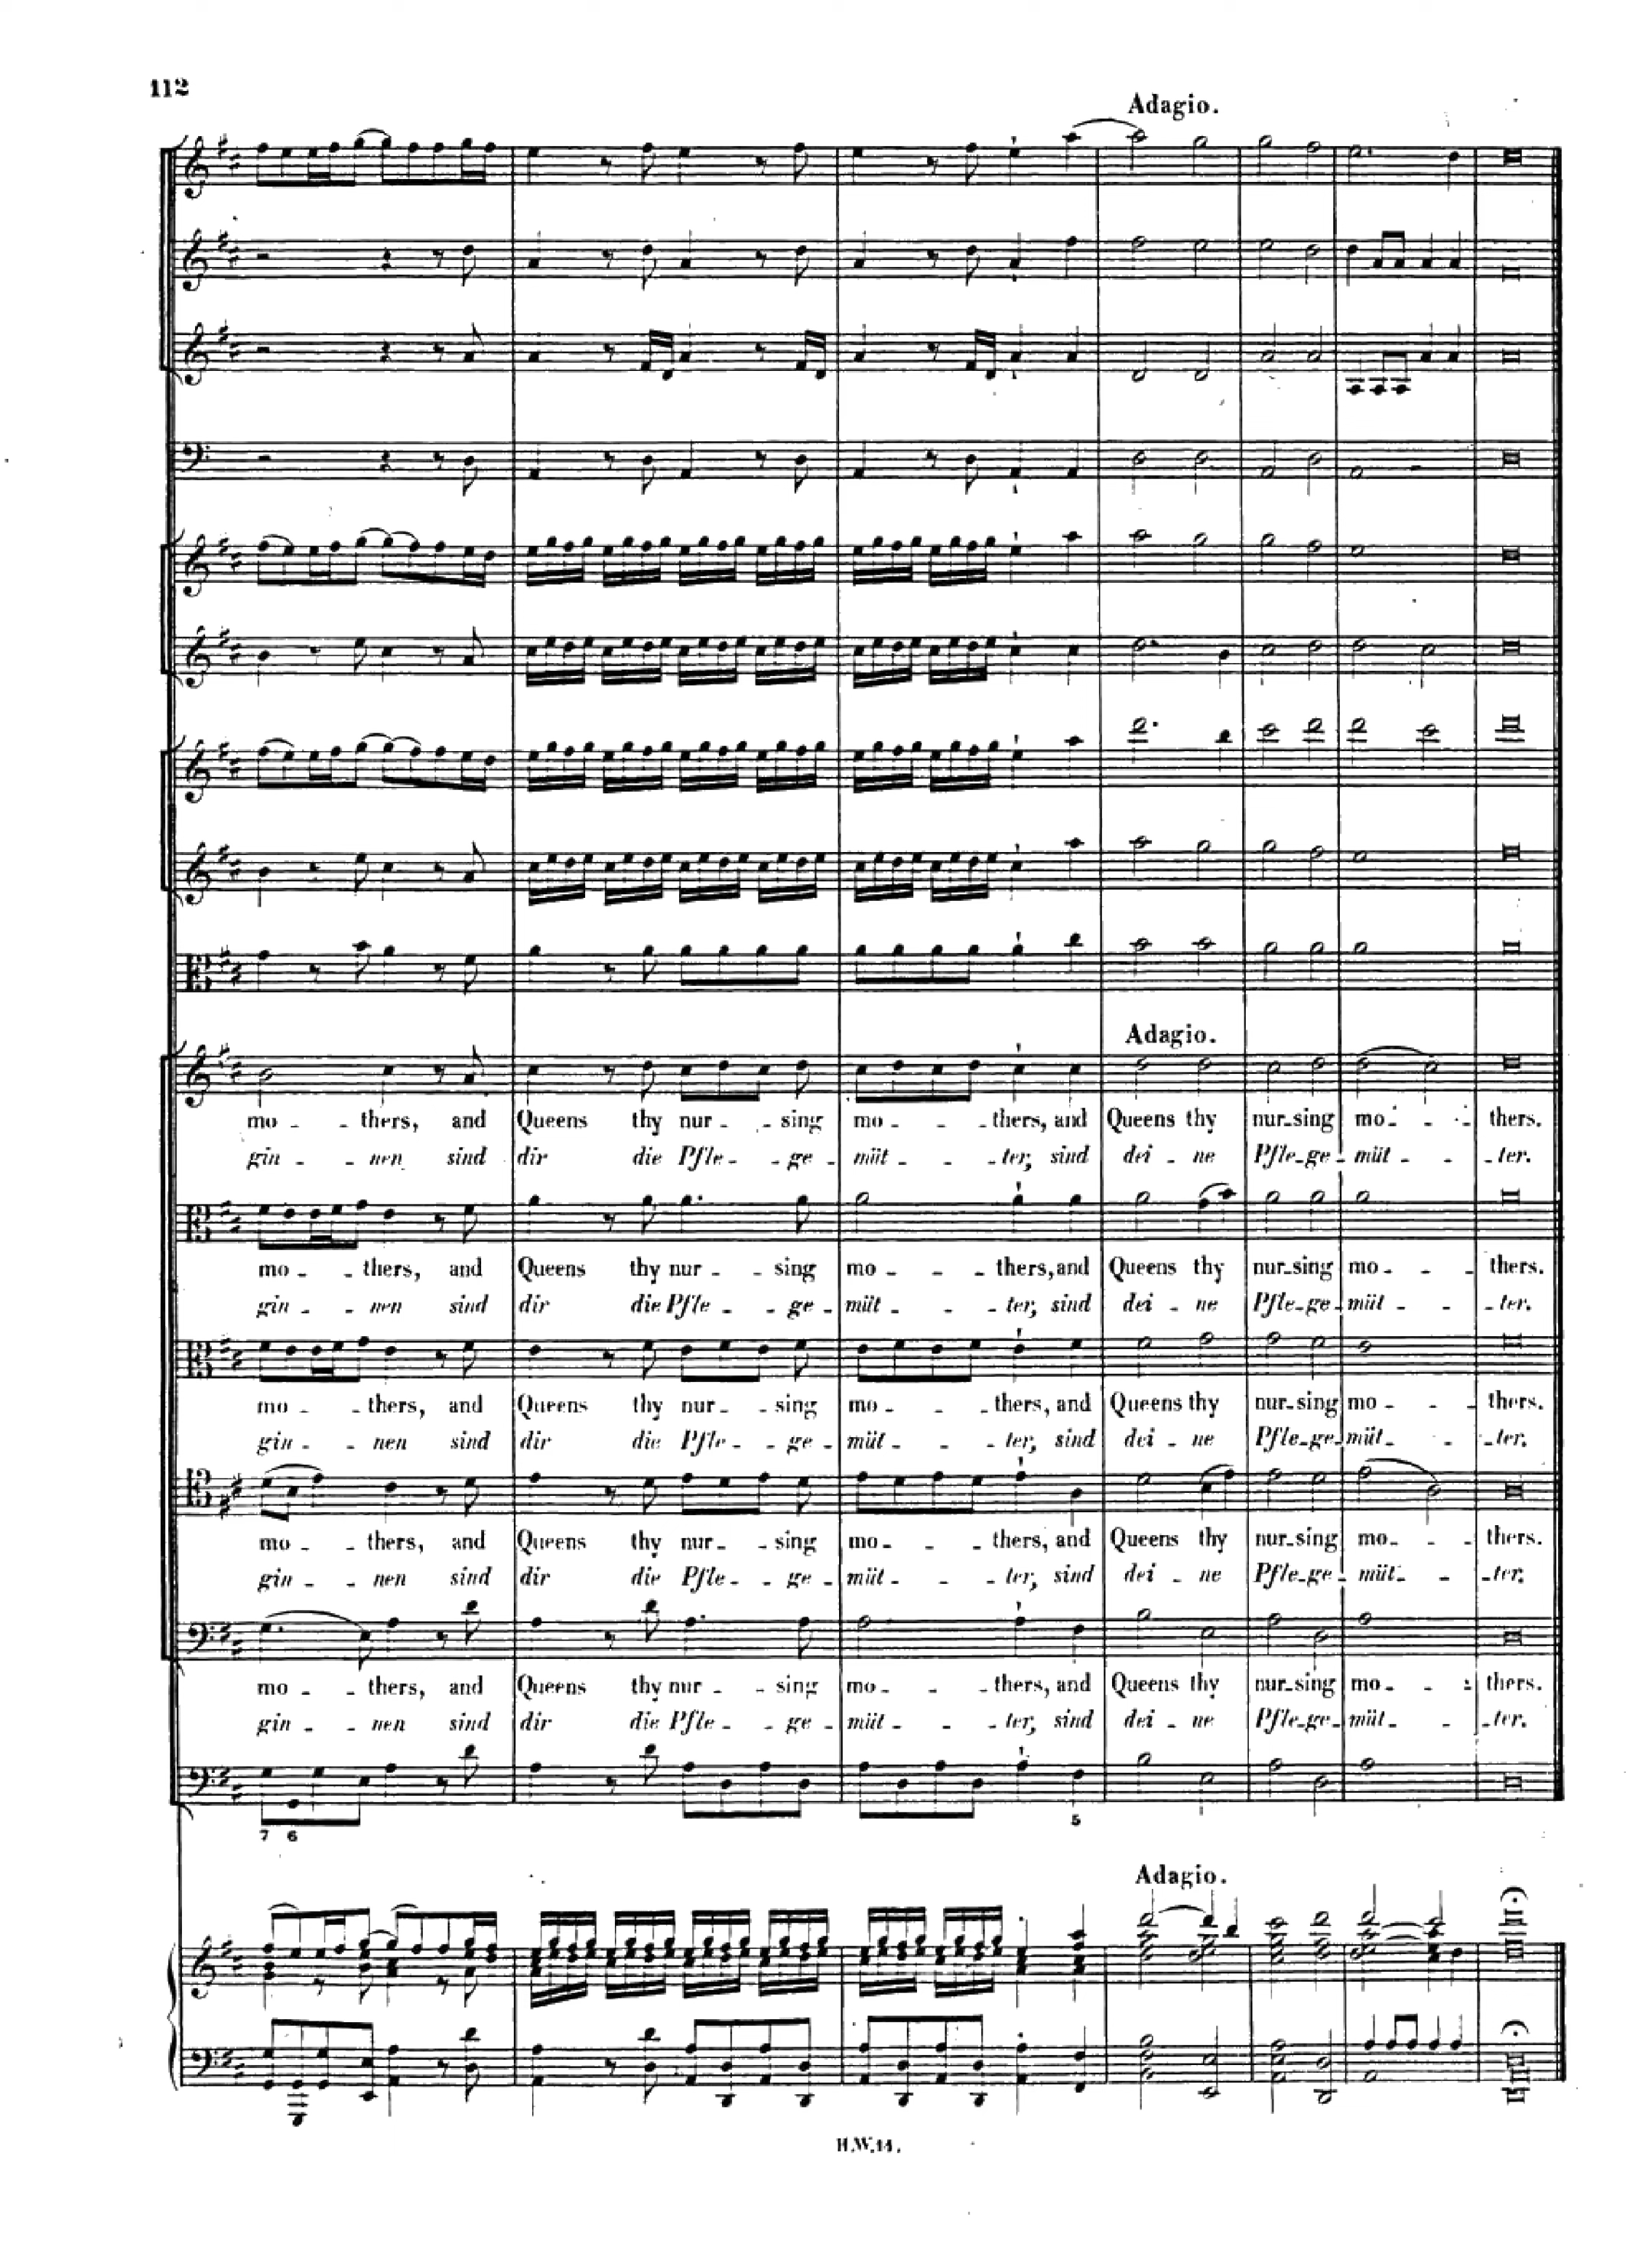 112
Adagio.
Adagio.
mo - - thers, and Queens thy nur - - sing mo - - - thers, and Queens thy nur-sing mo - - - thers.
gin - - nen sind dir die Pfle - - ge - müt - - - ter, sind dei - ne Pfle-ge - müt - - - ter.
mo - - thers, and Queens thy nur - - sing mo - - - thers, and Queens thy nur-sing mo - - - thers.
gin - - nen sind dir die Pfle - - ge - müt - - - ter, sind dei - ne Pfle-ge - müt - - - ter.
mo - - thers, and Queens thy nur - - sing mo - - - thers, and Queens thy nur-sing mo - - - thers.
gin - - nen sind dir die Pfle - - ge - müt - - - ter, sind dei - ne Pfle-ge - müt - - - ter.
mo - - thers, and Queens thy nur - - sing mo - - - thers, and Queens thy nur-sing mo - - - thers.
gin - - nen sind dir die Pfle - - ge - müt - - - ter, sind dei - ne Pfle-ge - müt - - - ter.
mo - - thers, and Queens thy nur - - sing mo - - - thers, and Queens thy nur-sing mo - - - thers.
gin - - nen sind dir die Pfle - - ge - müt - - - ter, sind dei - ne Pfle-ge - müt - - - ter.
7 6 5
Adagio.
H.W.14.